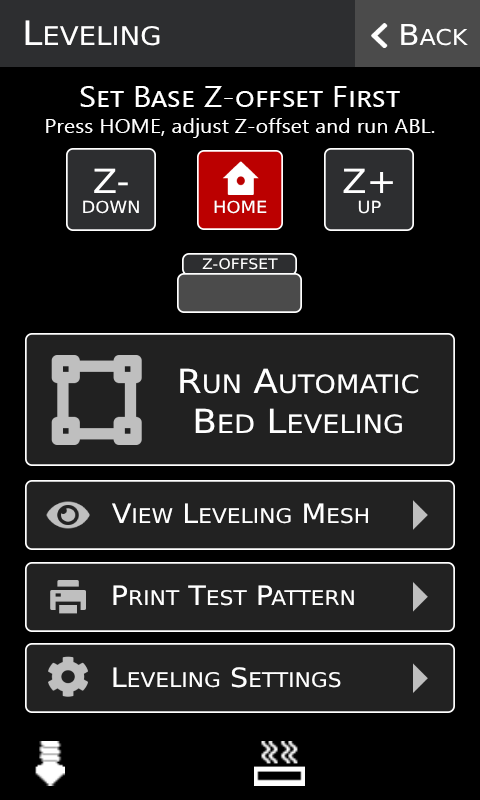 Leveling
Back
Set Base Z-offset First
Press HOME, adjust Z-offset and run ABL.
Z-
DOWN
HOME
Z+
UP
Z-OFFSET
Run Automatic
Bed Leveling
View Leveling Mesh
Print Test Pattern
Leveling Settings